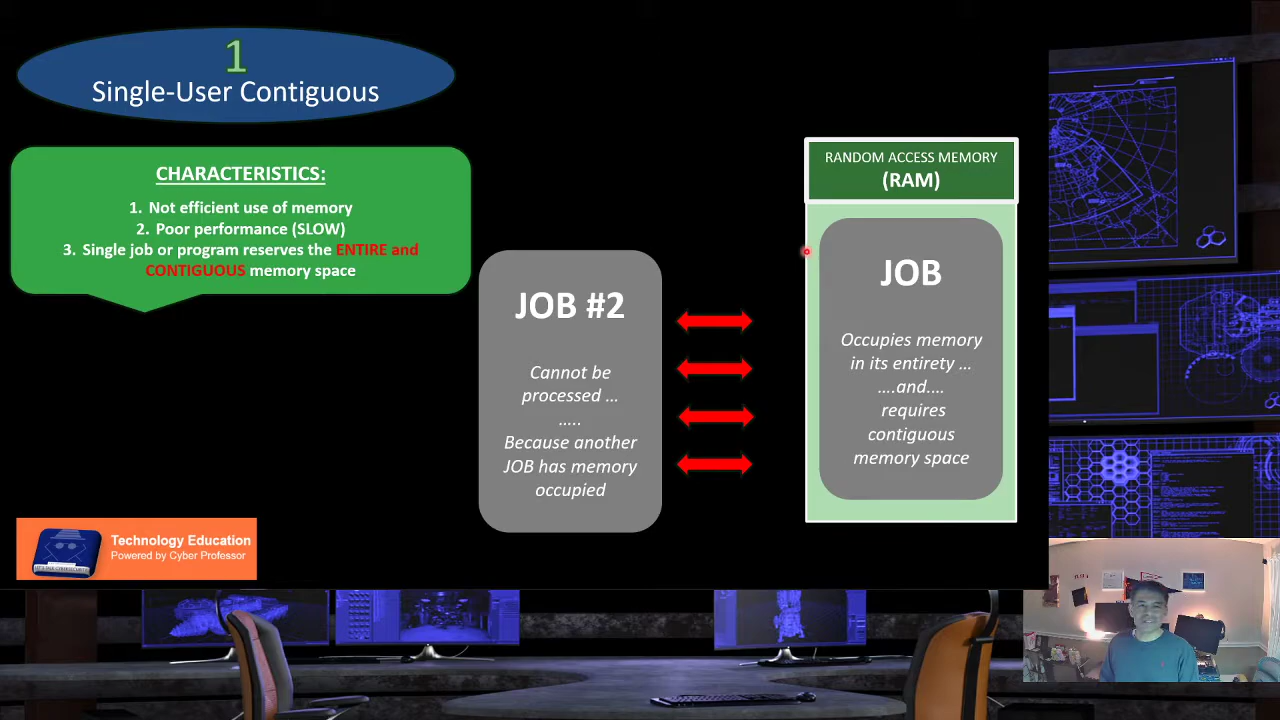 1
Single-User Contiguous
CHARACTERISTICS:
1. Not efficient use of memory
2. Poor performance (SLOW)
3. Single job or program reserves the ENTIRE and
CONTIGUOUS memory space
JOB #2
Cannot be
processed ...
.....
Because another
JOB has memory
occupied
RANDOM ACCESS MEMORY
(RAM)
JOB
Occupies memory
in its entirety ...
....and....
requires
contiguous
memory space
Technology Education
Powered by Cyber Professor
LET'S TALK CYBERSECURITY